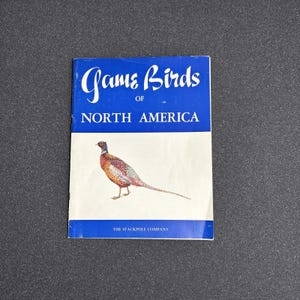 Game Birds
OF
NORTH AMERICA
THE STACKPOLE COMPANY